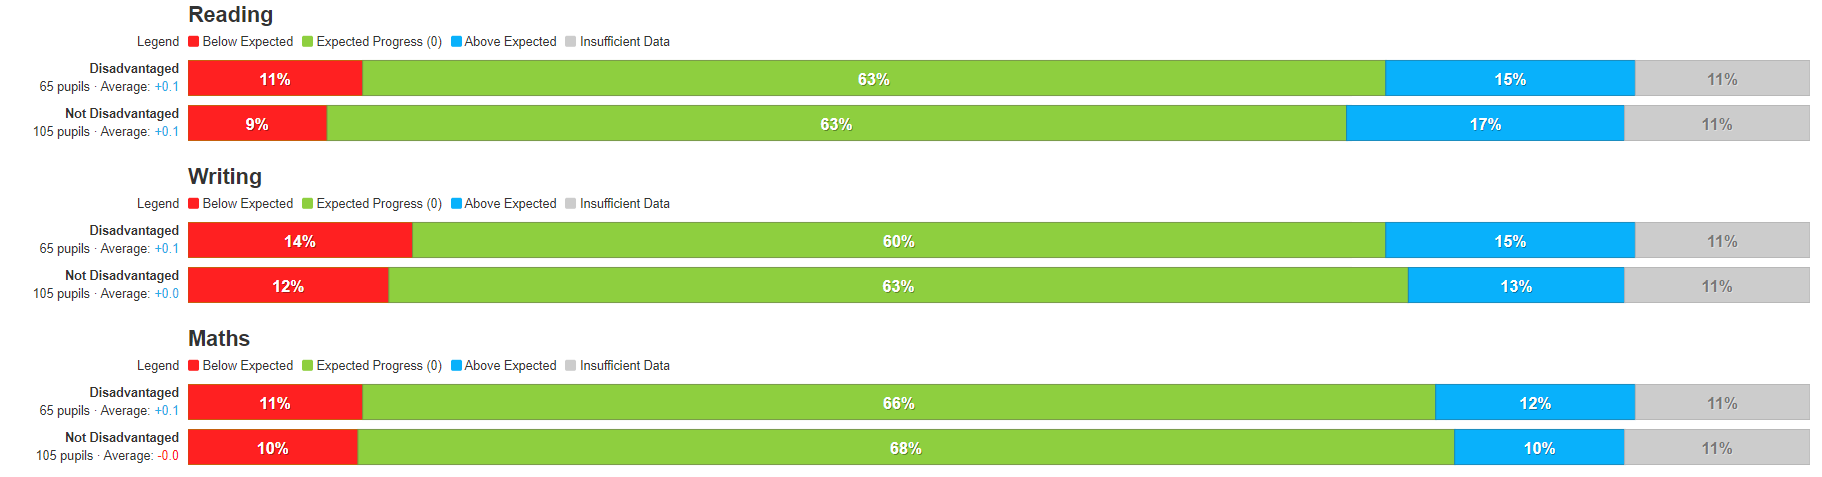 Reading
Legend Below Expected Expected Progress (0) Above Expected Insufficient Data
Disadvantaged
65 pupils · Average: +0.1
11% 63% 15% 11%
Not Disadvantaged
105 pupils · Average: +0.1
9% 63% 17% 11%
Writing
Legend Below Expected Expected Progress (0) Above Expected Insufficient Data
Disadvantaged
65 pupils · Average: +0.1
14% 60% 15% 11%
Not Disadvantaged
105 pupils · Average: +0.0
12% 63% 13% 11%
Maths
Legend Below Expected Expected Progress (0) Above Expected Insufficient Data
Disadvantaged
65 pupils · Average: +0.1
11% 66% 12% 11%
Not Disadvantaged
105 pupils · Average: -0.0
10% 68% 10% 11%